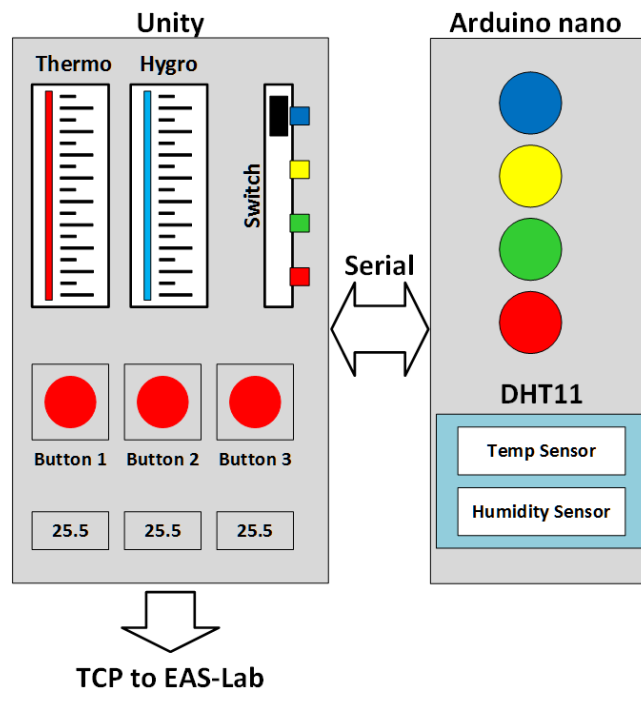 Unity
Arduino nano
Thermo
Hygro
Switch
Serial
DHT11
Temp Sensor
Humidity Sensor
Button 1
Button 2
Button 3
25.5
25.5
25.5
TCP to EAS-Lab